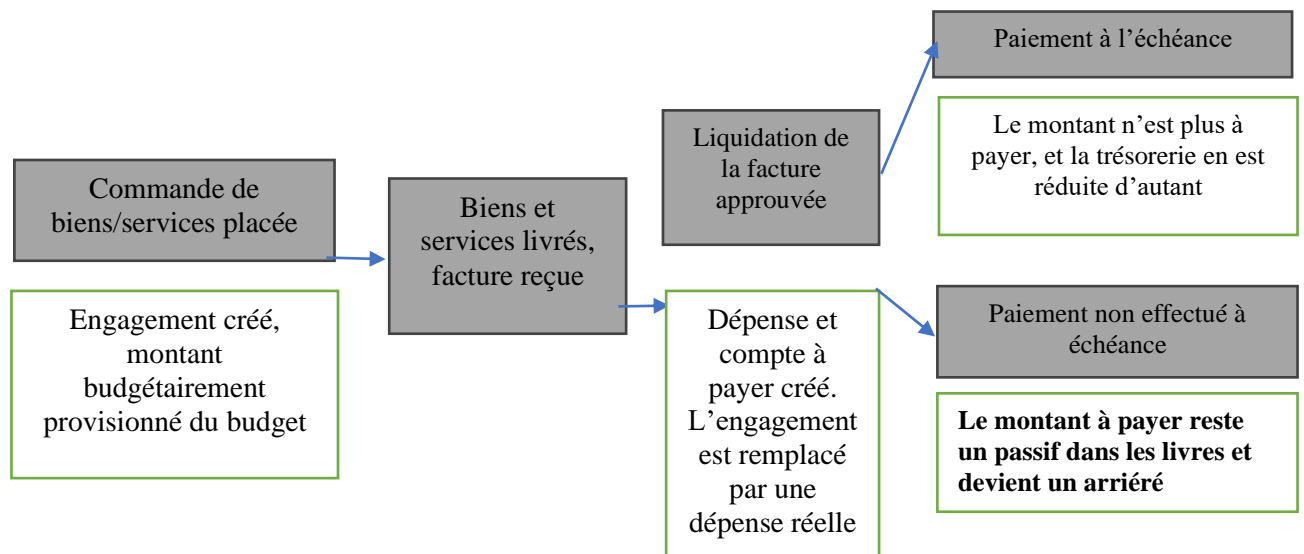 Commande de
biens/services placée
Engagement créé,
montant
budgétairement
provisionné du budget
Biens et
services livrés,
facture reçue
Liquidation de
la facture
approuvée
Dépense et
compte à
payer créé.
L’engagement
est remplacé
par une
dépense réelle
Paiement à l’échéance
Le montant n’est plus à
payer, et la trésorerie en est
réduite d’autant
Paiement non effectué à
échéance
Le montant à payer reste
un passif dans les livres et
devient un arriéré